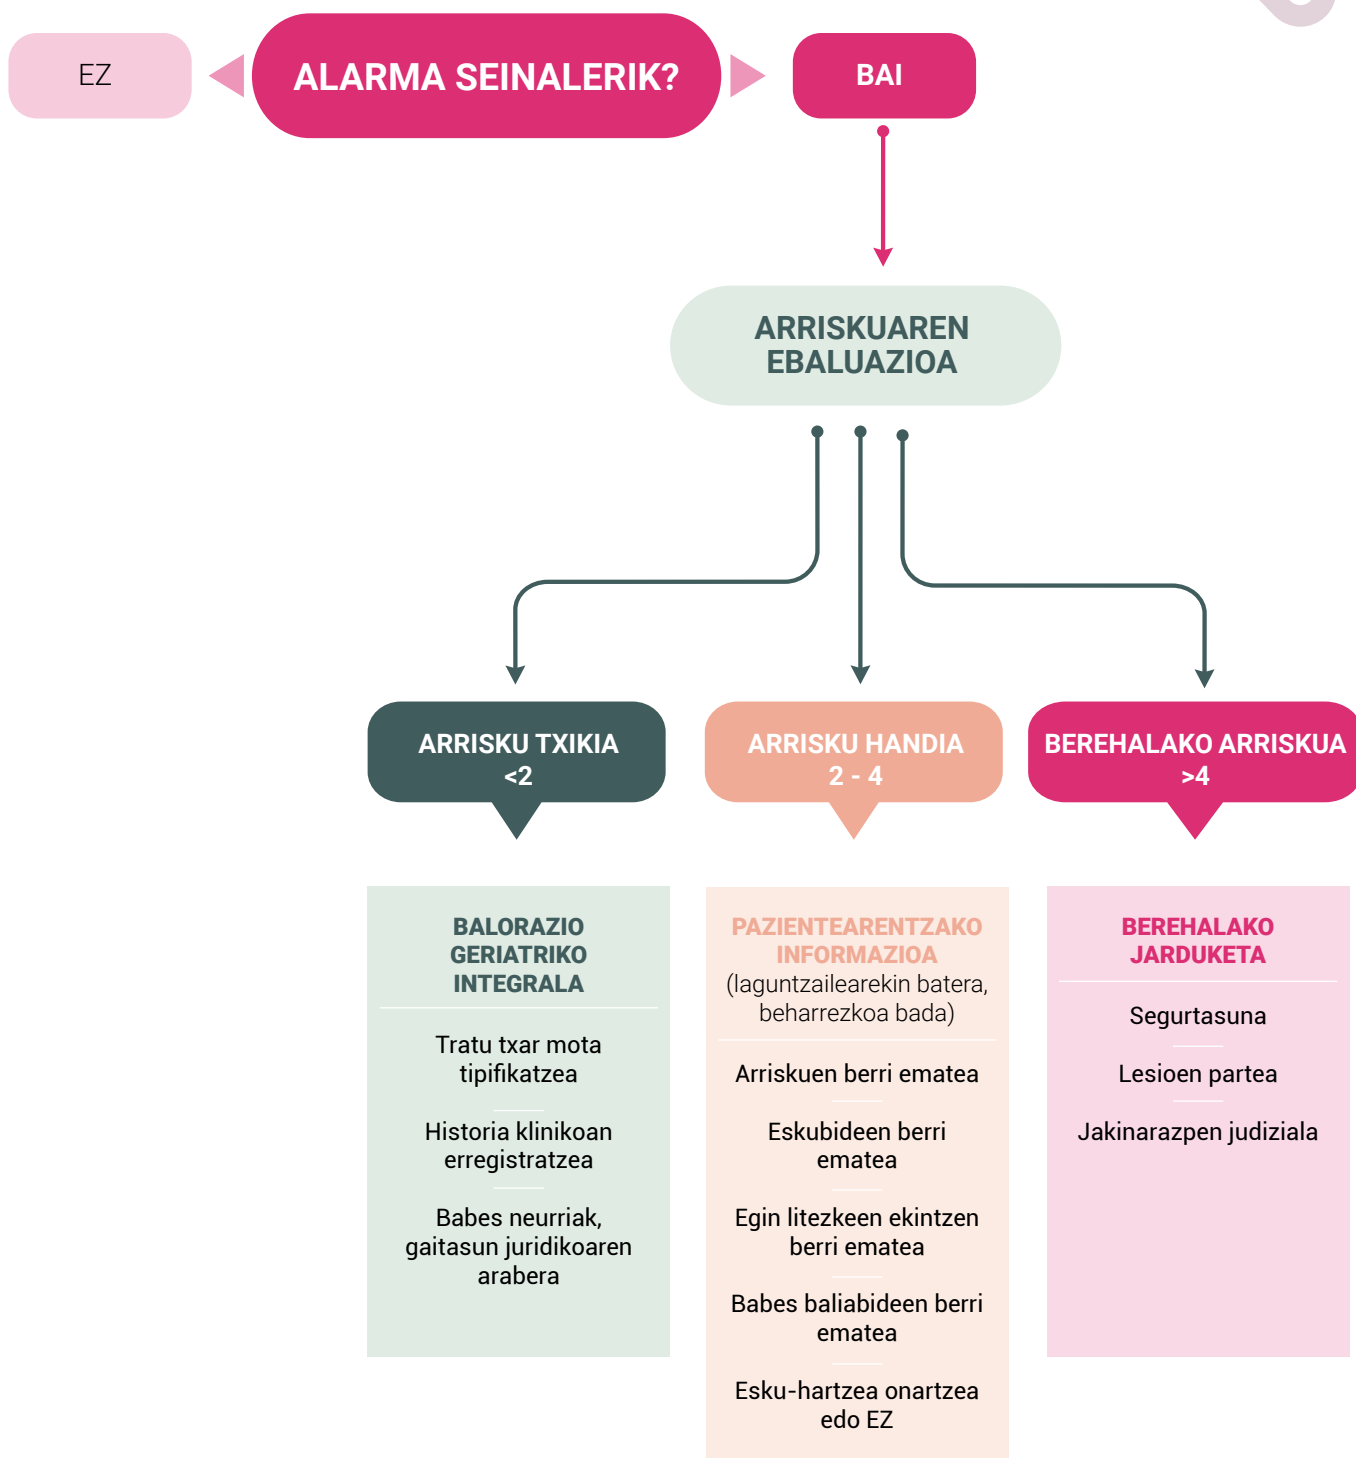 EZ
ALARMA SEINALERIK?
BAI
ARRISKUAREN
EBALUAZIOA
ARRISKU TXIKIA
<2
ARRISKU HANDIA
2 - 4
BEREHALAKO ARRISKUA
>4
BALORAZIO
GERIATRIKO
INTEGRALA
Tratu txar mota
tipifikatzea
Historia klinikoan
erregistratzea
Babes neurriak,
gaitasun juridikoaren
arabera
PAZIENTEARENTZAKO
INFORMAZIOA
(laguntzailearekin batera,
beharrezkoa bada)
Arriskuen berri ematea
Eskubideen berri
ematea
Egin litezkeen ekintzen
berri ematea
Babes baliabideen berri
ematea
Esku-hartzea onartzea
edo EZ
BEREHALAKO
JARDUKETA
Segurtasuna
Lesioen partea
Jakinarazpen judiziala